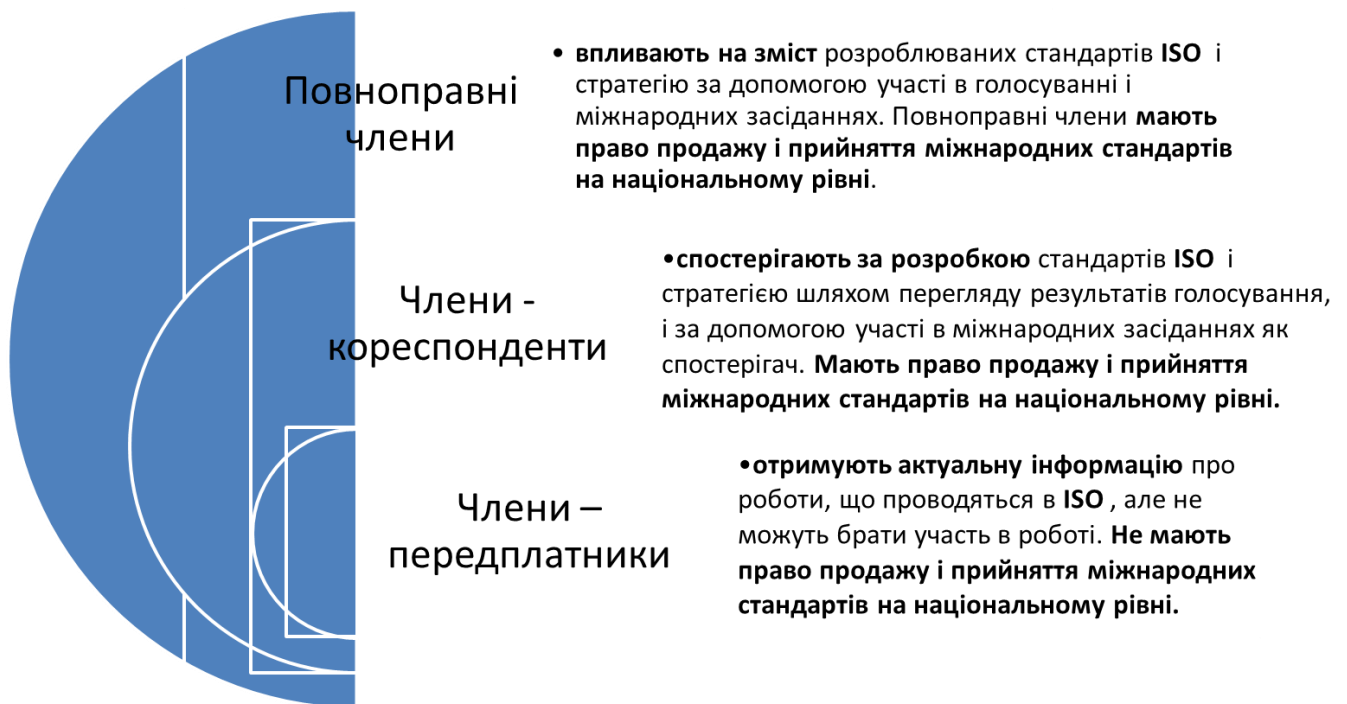 Повноправні
члени
• впливають на зміст розроблюваних стандартів ISO і
стратегію за допомогою участі в голосуванні і
міжнародних засіданнях. Повноправні члени мають
право продажу і прийняття міжнародних стандартів
на національному рівні.
Члени -
кореспонденти
•спостерігають за розробкою стандартів ISO і
стратегією шляхом перегляду результатів голосування,
і за допомогою участі в міжнародних засіданнях як
спостерігач. Мають право продажу і прийняття
міжнародних стандартів на національному рівні.
Члени –
передплатники
•отримують актуальну інформацію про
роботи, що проводяться в ISO , але не
можуть брати участь в роботі. Не мають
право продажу і прийняття міжнародних
стандартів на національному рівні.